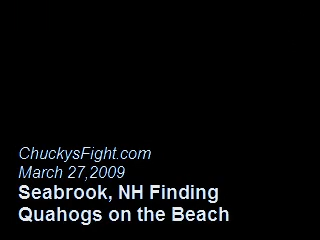 ChuckysFight.com
March 27,2009
Seabrook, NH Finding
Quahogs on the Beach